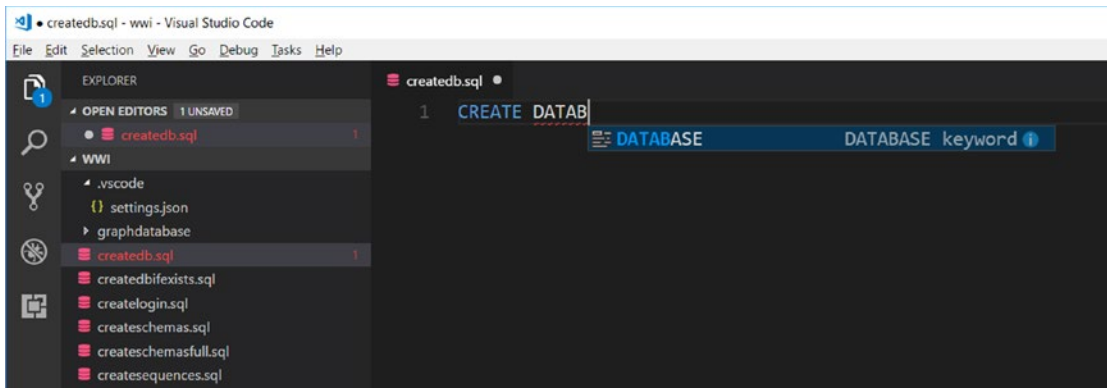 ● createdb.sql - wwi - Visual Studio Code
File Edit Selection View Go Debug Tasks Help
EXPLORER
OPEN EDITORS 1 UNSAVED
createdb.sql 1
WWI
.vscode
{} settings.json
graphdatabase
createdb.sql 1
createdbifexists.sql
createlogin.sql
createschemas.sql
createschemasfull.sql
createsequences.sql
1
createdb.sql
1 CREATE DATAB
DATABASE DATABASE keyword